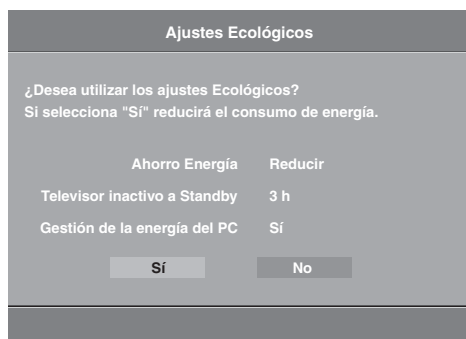 Ajustes Ecológicos
¿Desea utilizar los ajustes Ecológicos?
Si selecciona "Sí" reducirá el consumo de energía.
Ahorro Energía Reducir
Televisor inactivo a Standby 3 h
Gestión de la energía del PC Sí
Sí No